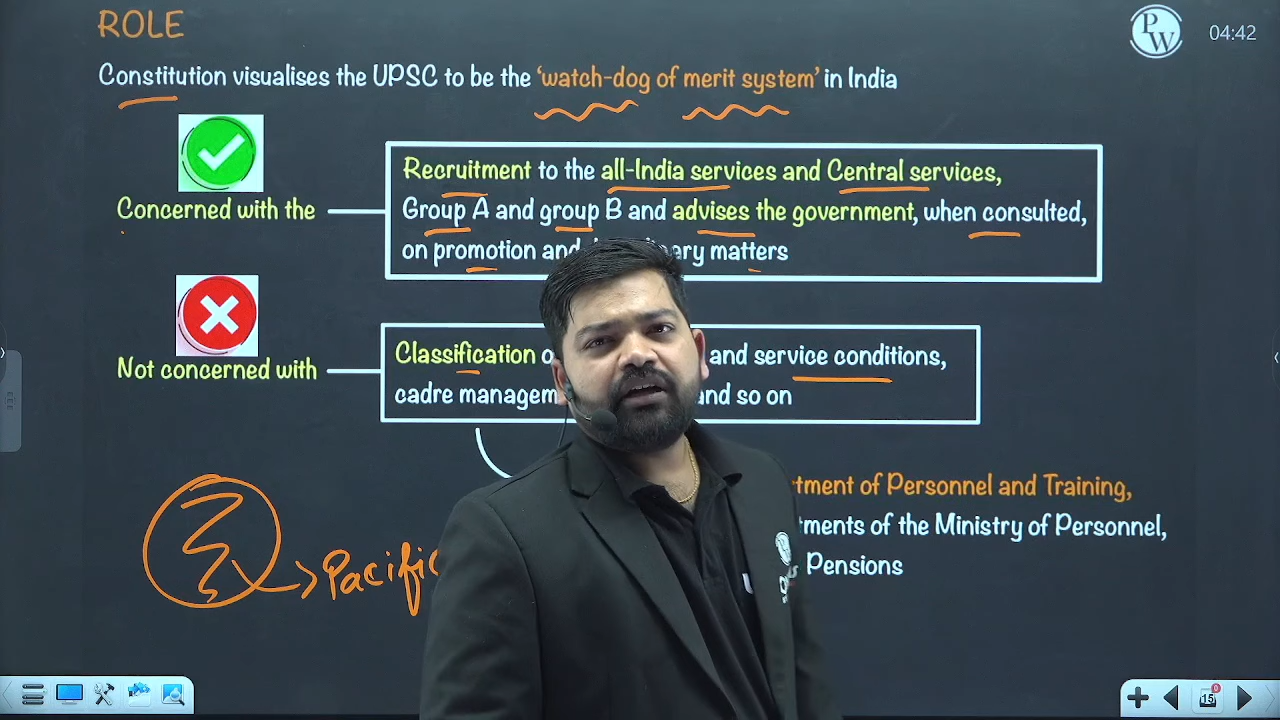 ROLE
PW
04:42
Constitution visualises the UPSC to be the ‘watch-dog of merit system’ in India
Recruitment to the all-India services and Central services,
Concerned with the
Group A and group B and advises the government, when consulted,
on promotion and matters
Classification and service conditions,
Not concerned with
cadre and so on
of Personnel and Training,
of the Ministry of Personnel,
Pensions
Pacific
15